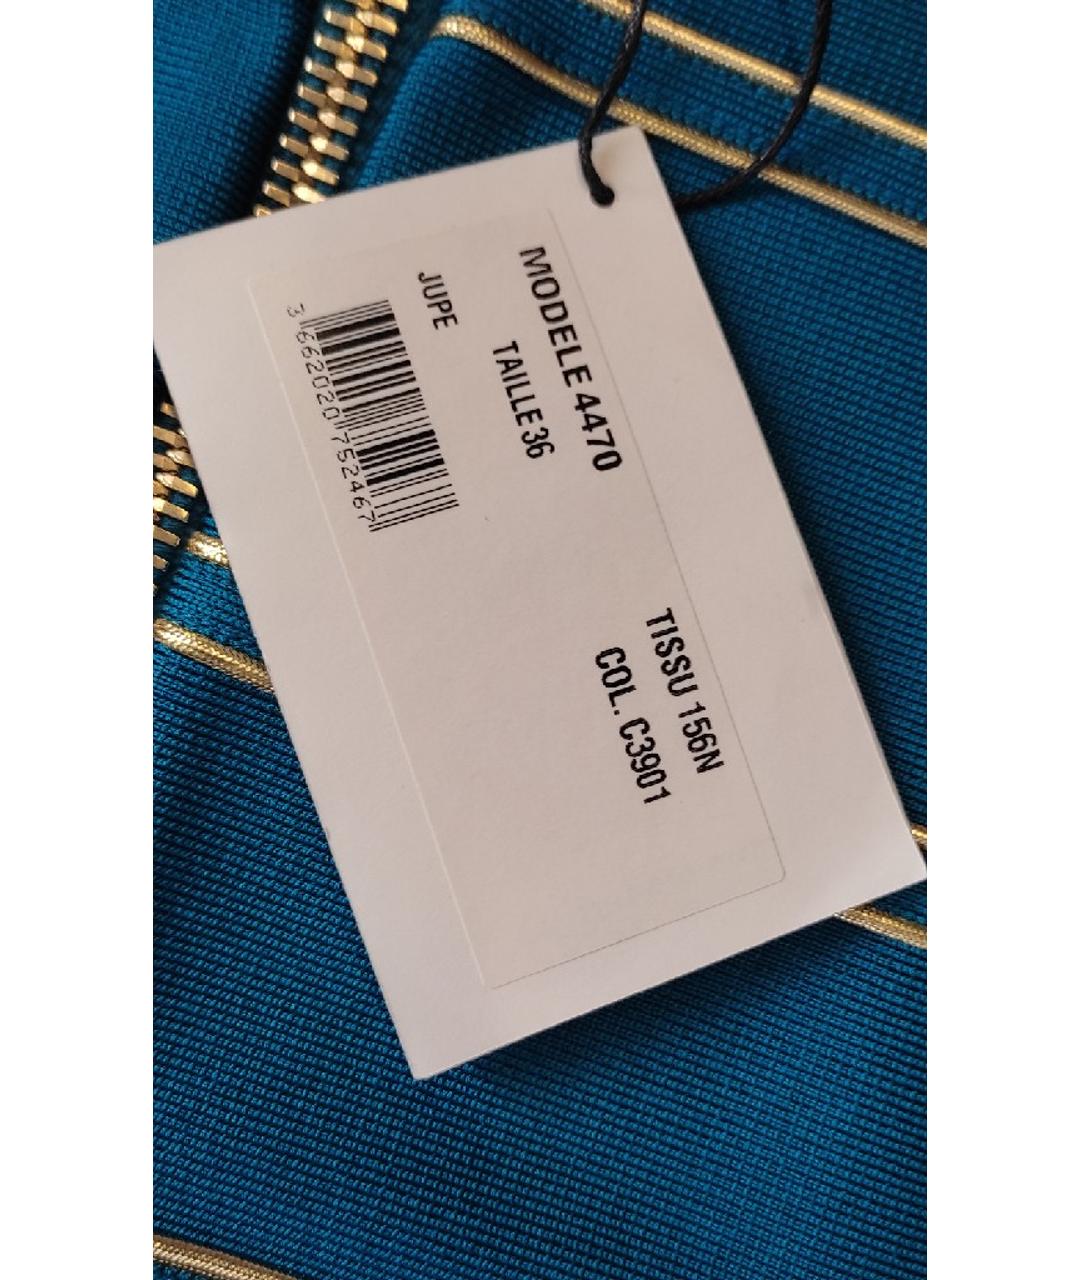 MODELE 4470
TISSU 156N
TAILLE 36
COL. C3901
JUPE
3 662020 752467